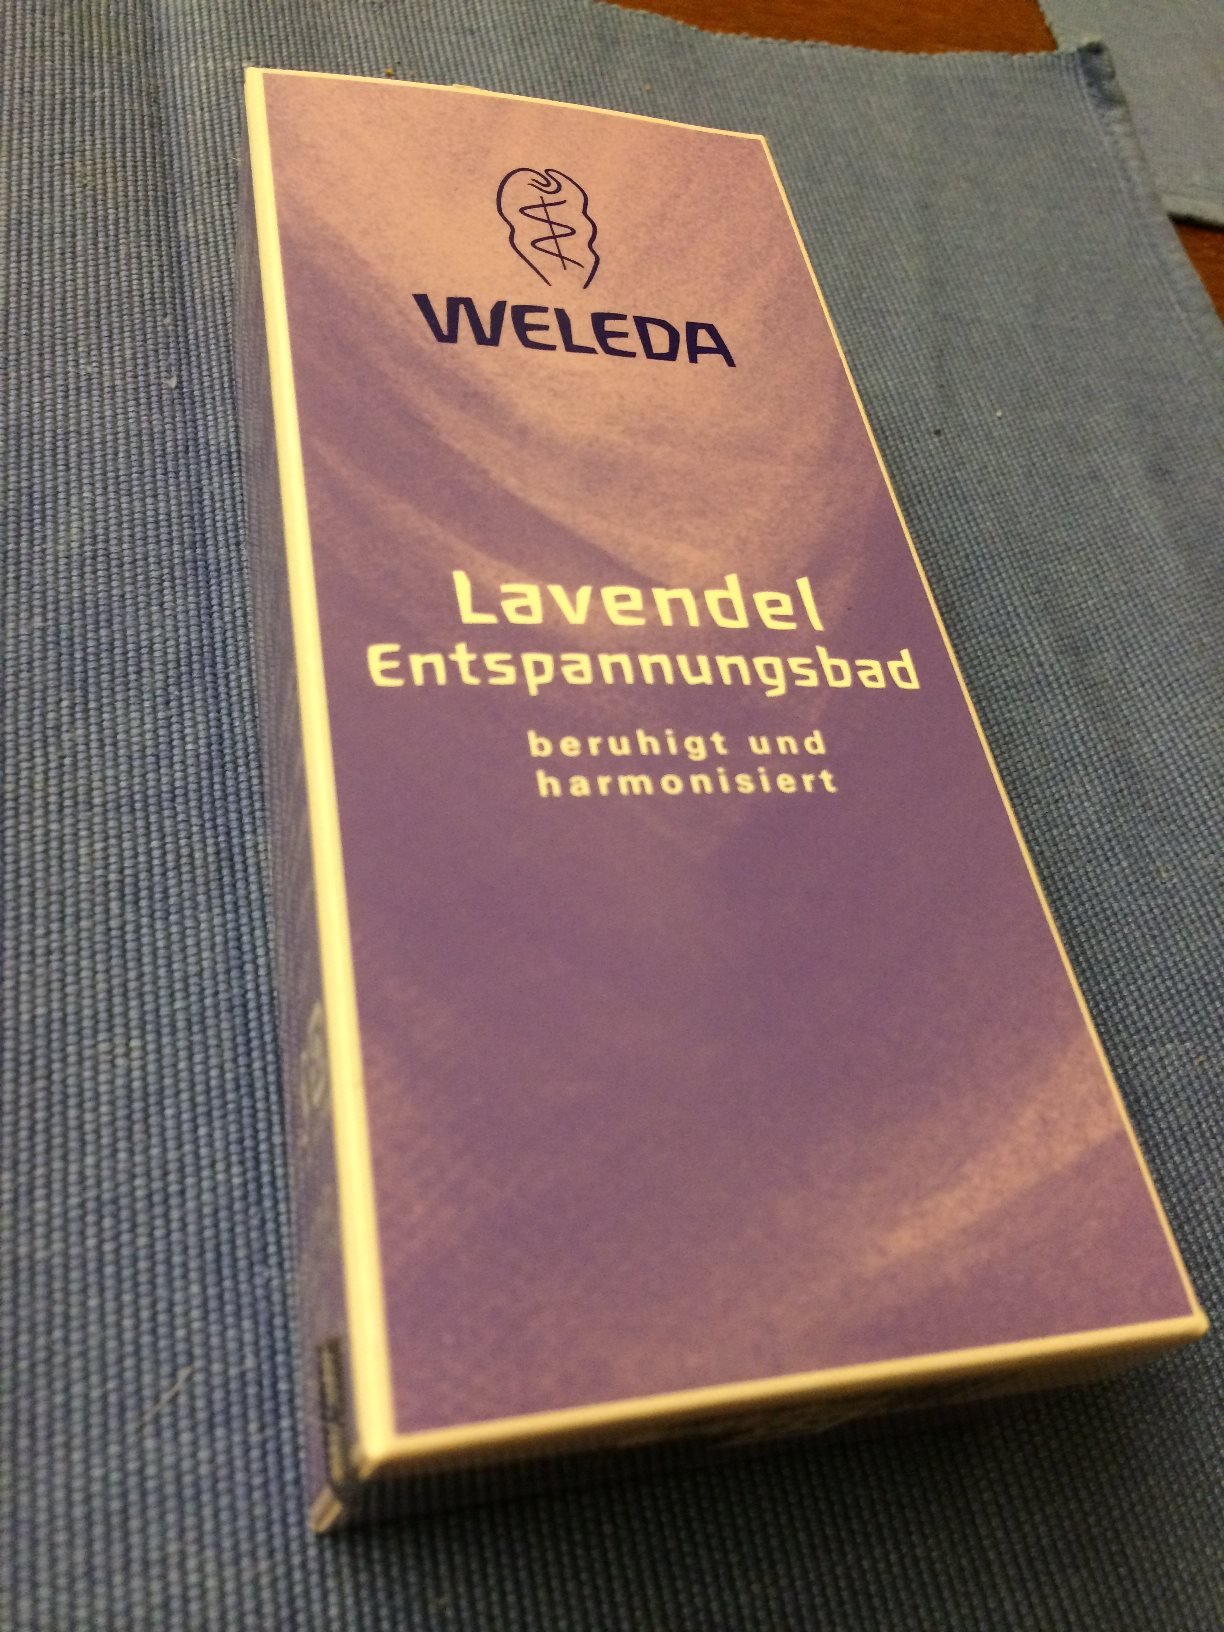 WELEDA
Lavendel
Entspannungsbad
beruhigt und
harmonisiert